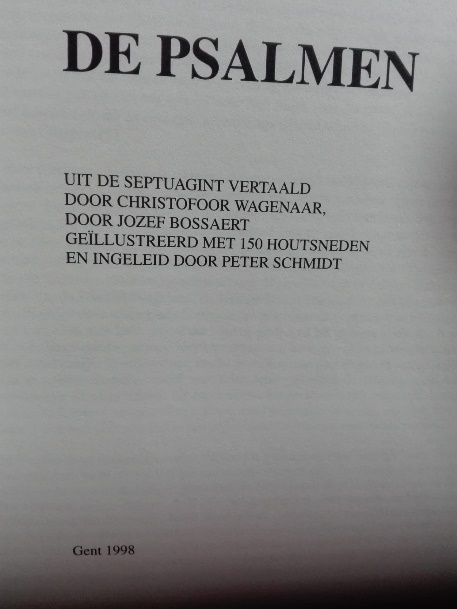 DE PSALMEN
UIT DE SEPTUAGINT VERTAALD
DOOR CHRISTOFOOR WAGENAAR,
DOOR JOZEF BOSSAERT
GEÏLLUSTREERD MET 150 HOUTSNEDEN
EN INGELEID DOOR PETER SCHMIDT
Gent 1998